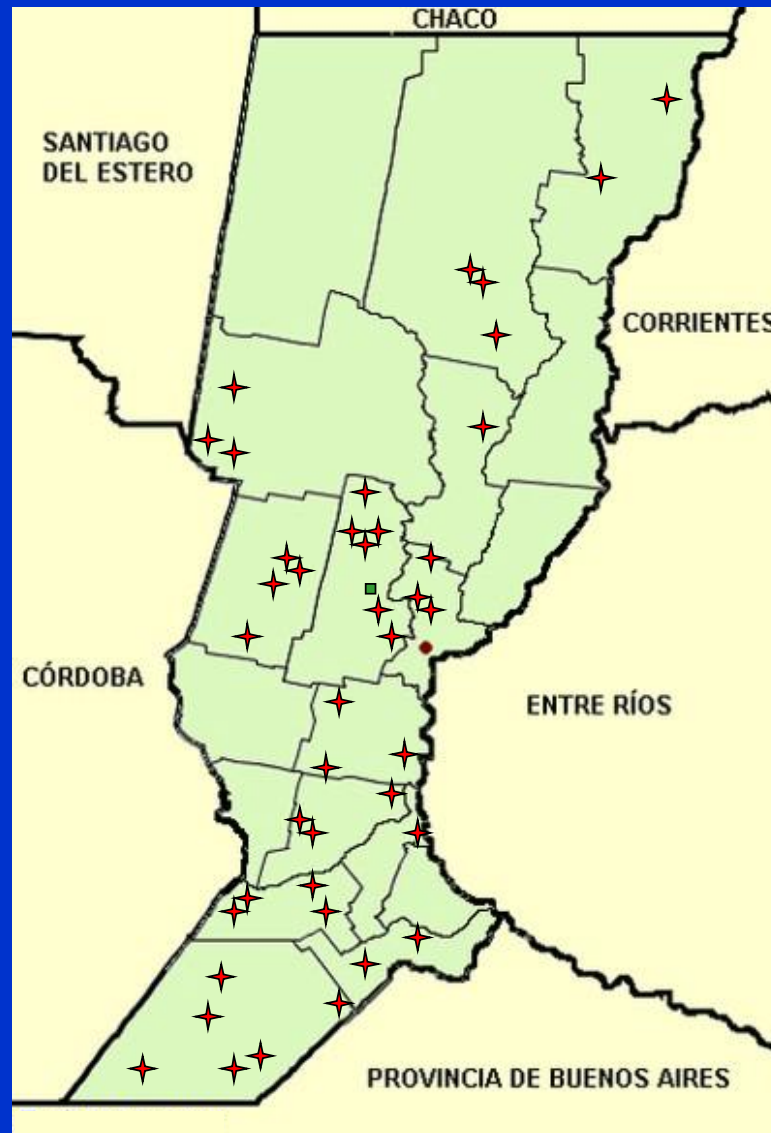 CHACO
SANTIAGO
DEL ESTERO
CORRIENTES
CÓRDOBA
ENTRE RÍOS
PROVINCIA DE BUENOS AIRES